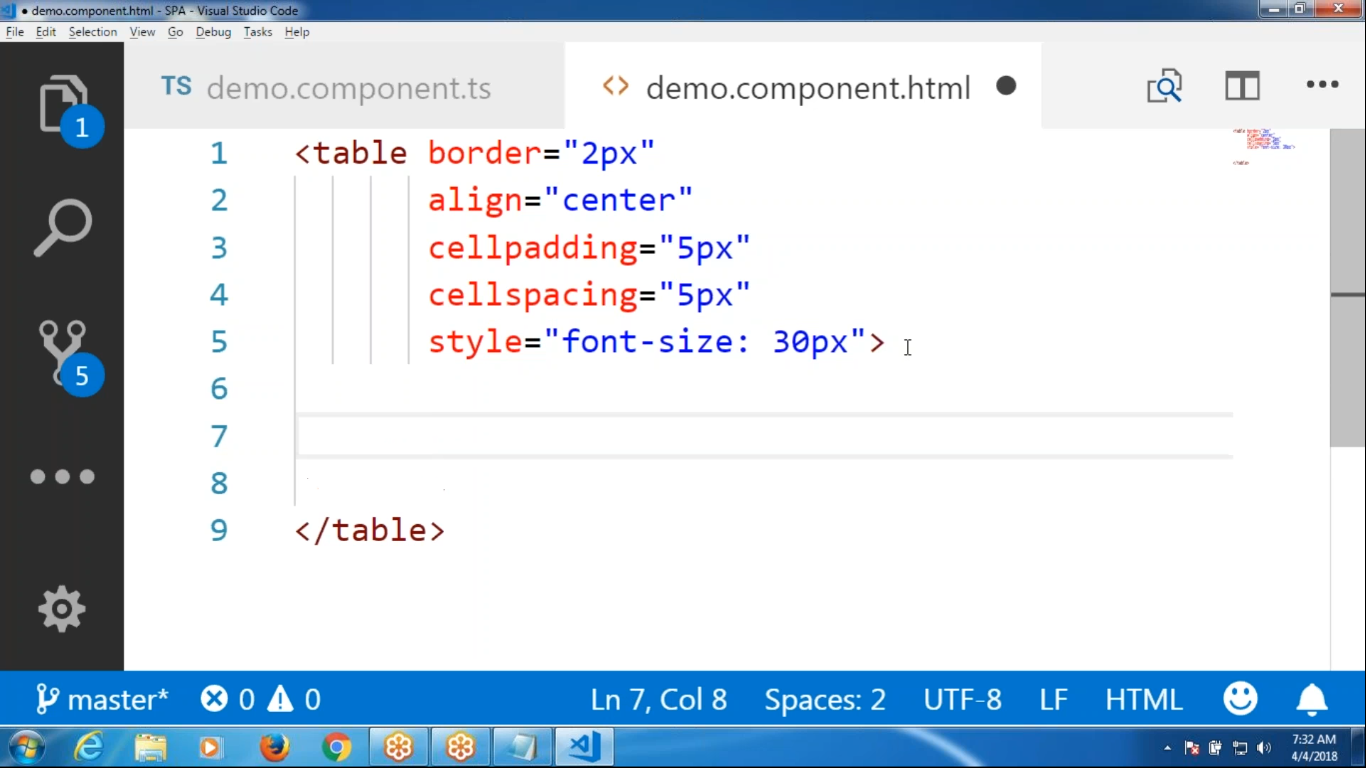 demo.component.html - SPA - Visual Studio Code
File Edit Selection View Go Debug Tasks Help
TS demo.component.ts <> demo.component.html
1
1 <table border="2px"
2 align="center"
3 cellpadding="5px"
4 cellspacing="5px"
5 style="font-size: 30px">
5
6
7
8
9 </table>
master* 0 0 Ln 7, Col 8 Spaces: 2 UTF-8 LF HTML
7:32 AM
4/4/2018